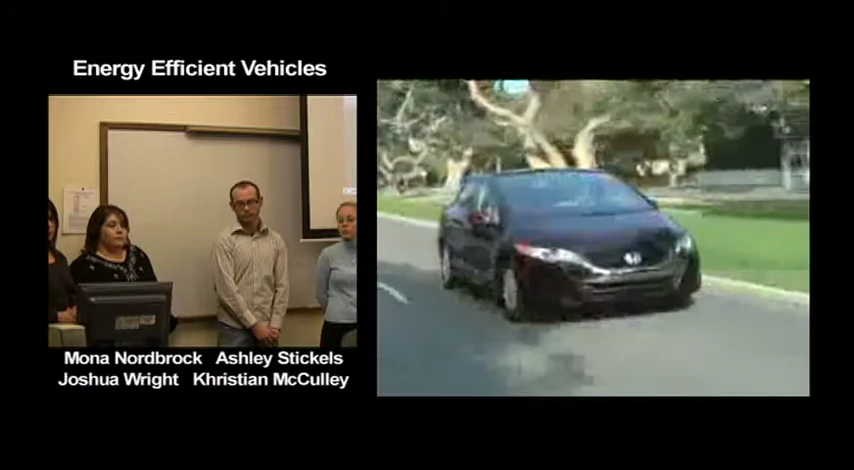 Energy Efficient Vehicles
Mona Nordbrock Ashley Stickels
Joshua Wright Khristian McCulley